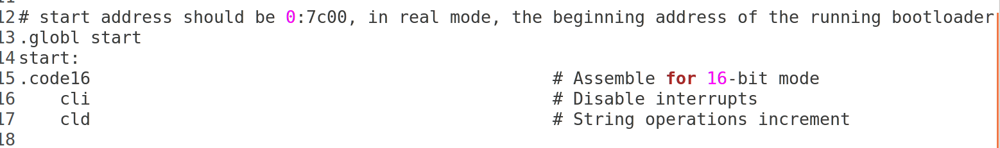 12# start address should be 0:7c00, in real mode, the beginning address of the running bootloader
13.globl start
14start:
15.code16 # Assemble for 16-bit mode
16 cli # Disable interrupts
17 cld # String operations increment
18